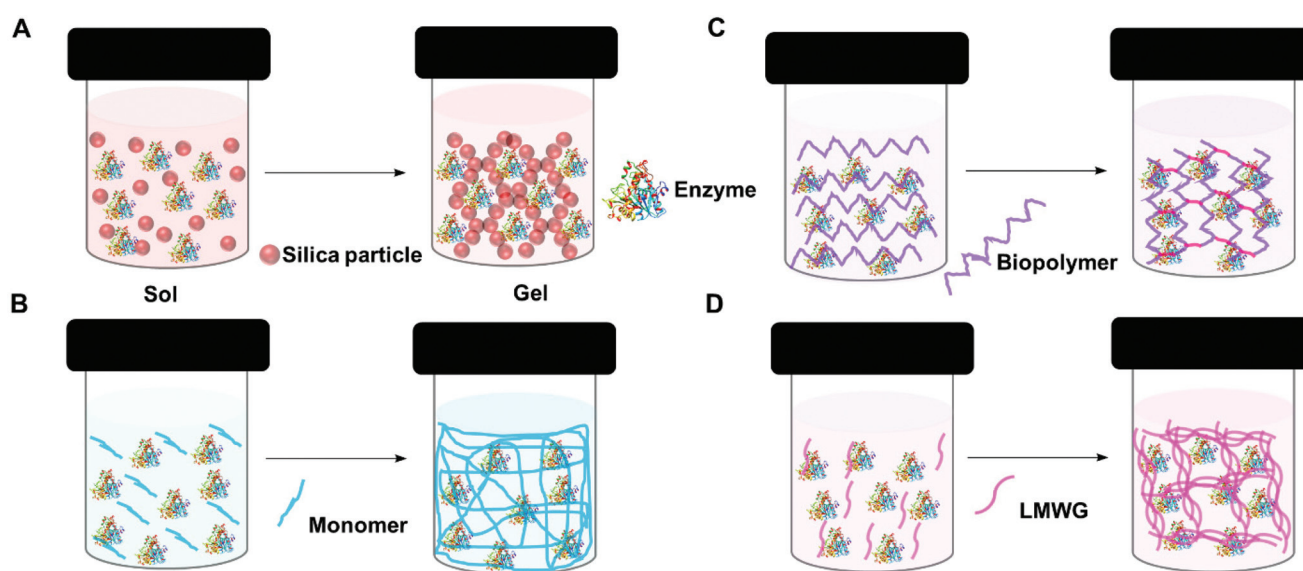 A
Enzyme
Silica particle
Sol
Gel
B
Monomer
C
Biopolymer
D
LMWG